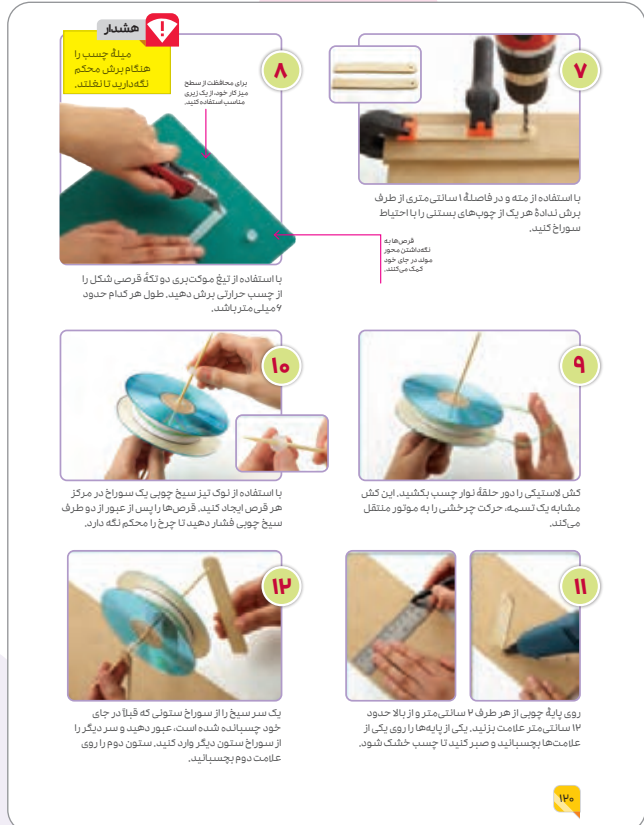 ۷
با استفاده از مته و در فاصلهٔ ۱ سانتی‌متری از طرف
برش ندادهٔ هر یک از چوب‌های بستنی را با احتیاط
سوراخ کنید.
هشدار
میلهٔ چسب را
هنگام برش محکم
نگه‌دارید تا نغلتد.
۸
برای محافظت از سطح
میز کار خود، از یک زیری
مناسب استفاده کنید.
قرص‌ها به
نگه‌داشتن محور
مولد در جای خود
کمک می‌کنند.
با استفاده از تیغ موکت‌بری دو تکهٔ قرصی شکل را
از چسب حرارتی برش دهید. طول هر کدام حدود
۶ میلی‌متر باشد.
۹
کش لاستیکی را دور حلقهٔ نوار چسب بکشید. این کش
مشابه یک تسمه، حرکت چرخشی را به موتور منتقل
می‌کند.
۱۰
با استفاده از نوک تیز سیخ چوبی یک سوراخ در مرکز
هر قرص ایجاد کنید. قرص‌ها را پس از عبور از دو طرف
سیخ چوبی فشار دهید تا چرخ را محکم نگه دارد.
۱۱
روی پایهٔ چوبی از هر طرف ۲ سانتی‌متر و از بالا حدود
۱۲ سانتی‌متر علامت بزنید. یکی از پایه‌ها را روی یکی از
علامت‌ها بچسبانید و صبر کنید تا چسب خشک شود.
۱۲
یک سر سیخ را از سوراخ ستونی که قبلاً در جای
خود چسبانده شده است، عبور دهید و سر دیگر را
از سوراخ ستون دیگر وارد کنید. ستون دوم را روی
علامت دوم بچسبانید.
۱۲۰